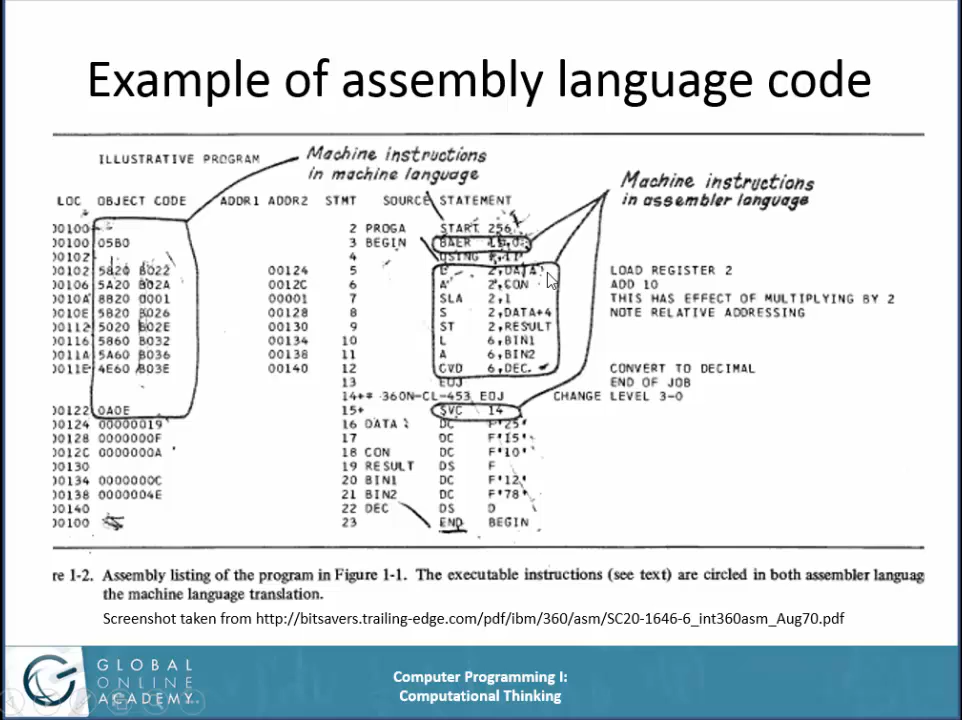 Example of assembly language code
ILLUSTRATIVE PROGRAM
Machine instructions
in machine language
Machine instructions
in assembler language
LOC OBJECT CODE ADDR1 ADDR2 STMT SOURCE STATEMENT
00100 2 PROGA START 256
00100 05B0 3 BEGIN
00102 4 USING
00102 5820 B022 00124 5 L 2,DATA LOAD REGISTER 2
00106 5A20 B02A 0012C 6 A 2,CON ADD 10
0010A 8B20 0001 00001 7 SLA 2,1 THIS HAS EFFECT OF MULTIPLYING BY 2
0010E 5B20 B026 00128 8 S 2,DATA+4 NOTE RELATIVE ADDRESSING
00112 5020 B02E 00130 9 ST 2,RESULT
00116 5860 B032 00134 10 L 6,BIN1
0011A 5A60 B036 00138 11 A 6,BIN2
0011E 4E60 B03E 00140 12 CVD 6,DEC CONVERT TO DECIMAL
13 EOJ END OF JOB
14+* 360N-CL-453 EOJ CHANGE LEVEL 3-0
00122 0A0E 15+ SVC 14
00124 00000019 16 DATA DC F'25'
00128 0000000F 17 DC F'15'
0012C 0000000A 18 CON DC F'10'
00130 19 RESULT DS F
00134 0000000C 20 BIN1 DC F'12'
00138 0000004E 21 BIN2 DC F'78'
00140 22 DEC DS D
00100 23 END BEGIN
re 1-2. Assembly listing of the program in Figure 1-1. The executable instructions (see text) are circled in both assembler languag
the machine language translation.
Screenshot taken from http://bitsavers.trailing-edge.com/pdf/ibm/360/asm/SC20-1646-6_int360asm_Aug70.pdf
GLOBAL
ONLINE
ACADEMY
Computer Programming I:
Computational Thinking